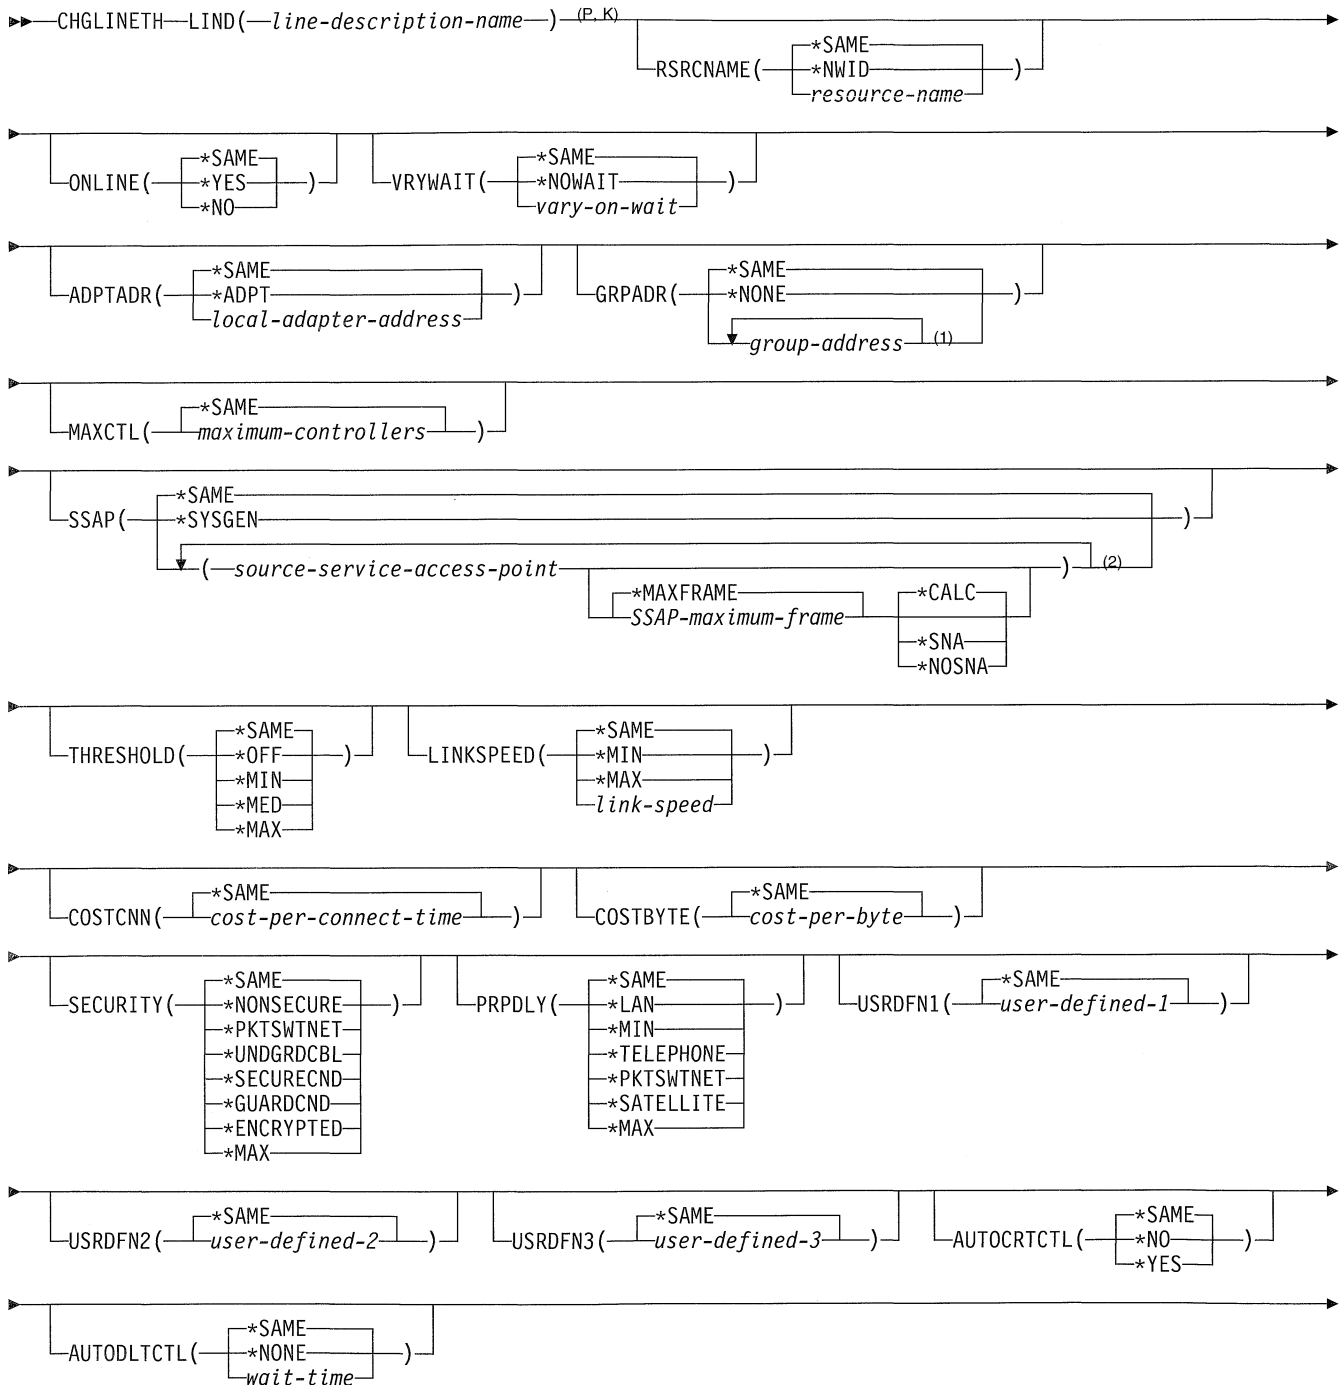 CHGLINETH LIND( line-description-name ) (P, K)
RSRCNAME( *SAME )
*NWID
resource-name
ONLINE( *SAME )
*YES
*NO
VRYWAIT( *SAME )
*NOWAIT
vary-on-wait
ADPTADR( *SAME )
*ADPT
local-adapter-address
GRPADR( *SAME )
*NONE
group-address (1)
MAXCTL( *SAME )
maximum-controllers
SSAP( *SAME )
*SYSGEN
( source-service-access-point ) (2)
*MAXFRAME
SSAP-maximum-frame
*CALC
*SNA
*NOSNA
THRESHOLD( *SAME )
*OFF
*MIN
*MED
*MAX
LINKSPEED( *SAME )
*MIN
*MAX
link-speed
COSTCNN( *SAME )
cost-per-connect-time
COSTBYTE( *SAME )
cost-per-byte
SECURITY( *SAME )
*NONSECURE
*PKTSWTNET
*UNDGRDCBL
*SECURECND
*GUARDCND
*ENCRYPTED
*MAX
PRPDLY( *SAME )
*LAN
*MIN
*TELEPHONE
*PKTSWTNET
*SATELLITE
*MAX
USRDFN1( *SAME )
user-defined-1
USRDFN2( *SAME )
user-defined-2
USRDFN3( *SAME )
user-defined-3
AUTOCRTCTL( *SAME )
*NO
*YES
AUTODLTCTL( *SAME )
*NONE
wait-time